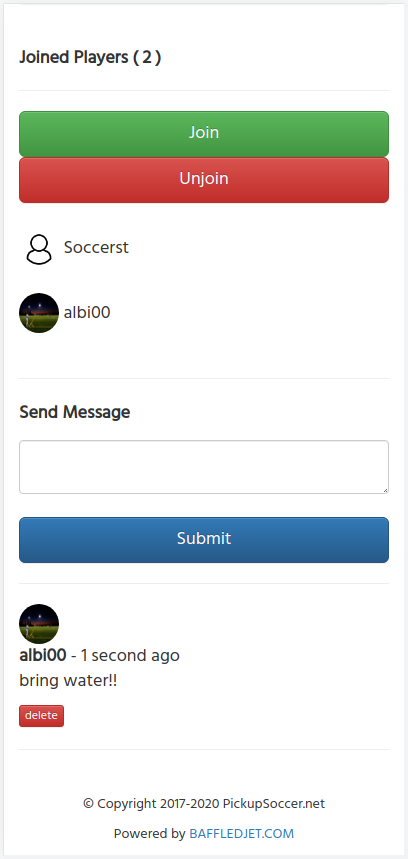 Joined Players ( 2 )
Join
Unjoin
Soccerst
albi00
Send Message
Submit
albi00 - 1 second ago
bring water!!
delete
© Copyright 2017-2020 PickupSoccer.net
Powered by BAFFLEDJET.COM